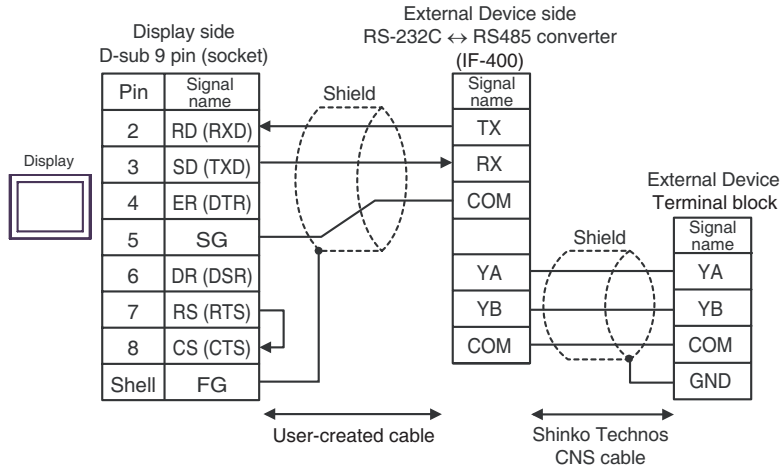 Display side
D-sub 9 pin (socket)
External Device side
RS-232C ↔ RS485 converter
(IF-400)
Pin Signal name
2 RD (RXD)
3 SD (TXD)
4 ER (DTR)
5 SG
6 DR (DSR)
7 RS (RTS)
8 CS (CTS)
Shell FG
Display
Shield
Signal name
TX
RX
COM
YA
YB
COM
Shield
External Device
Terminal block
Signal name
YA
YB
COM
GND
User-created cable
Shinko Technos
CNS cable